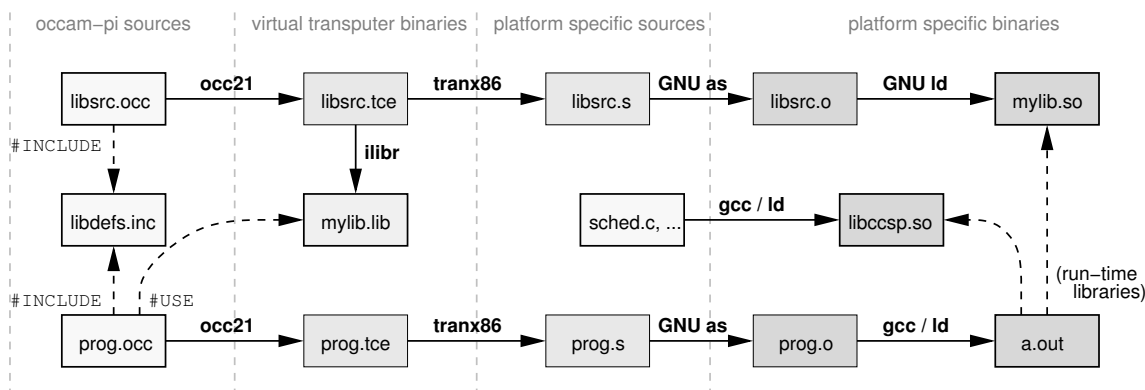 occam-pi sources
virtual transputer binaries
platform specific sources
platform specific binaries
libsrc.occ
occ21
libsrc.tce
tranx86
libsrc.s
GNU as
libsrc.o
GNU ld
mylib.so
#INCLUDE
ilibr
libdefs.inc
mylib.lib
sched.c, ...
gcc / ld
libccsp.so
#INCLUDE
#USE
(run-time
libraries)
prog.occ
occ21
prog.tce
tranx86
prog.s
GNU as
prog.o
gcc / ld
a.out